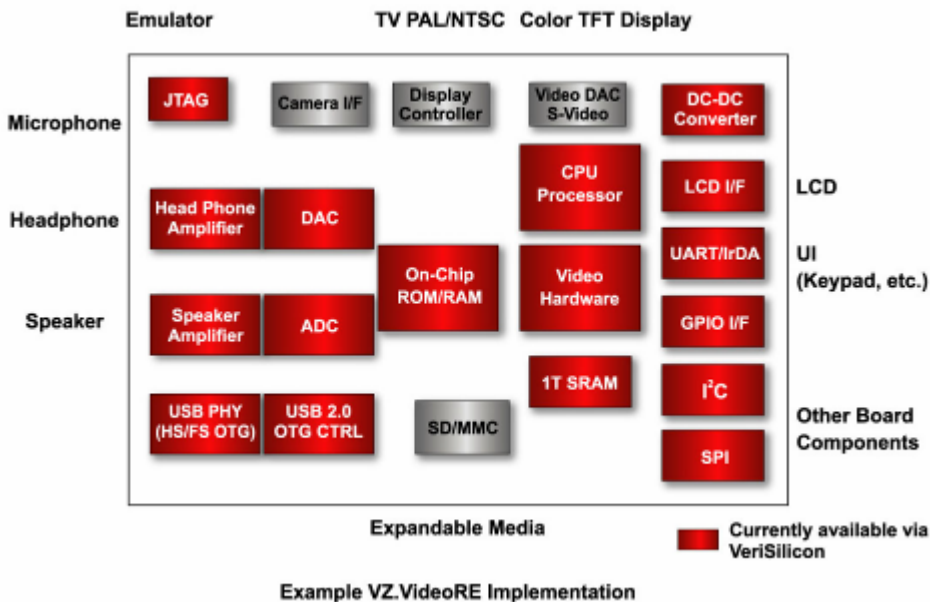 Emulator
TV PAL/NTSC
Color TFT Display
JTAG
Camera I/F
Display
Controller
Video DAC
S-Video
DC-DC
Converter
Microphone
CPU
Processor
LCD I/F
LCD
Headphone
Head Phone
Amplifier
DAC
On-Chip
ROM/RAM
Video
Hardware
UART/IrDA
UI
(Keypad, etc.)
Speaker
Speaker
Amplifier
ADC
GPIO I/F
1T SRAM
I²C
USB PHY
(HS/FS OTG)
USB 2.0
OTG CTRL
SD/MMC
SPI
Other Board
Components
Expandable Media
Currently available via
VeriSilicon
Example VZ.VideoRE Implementation